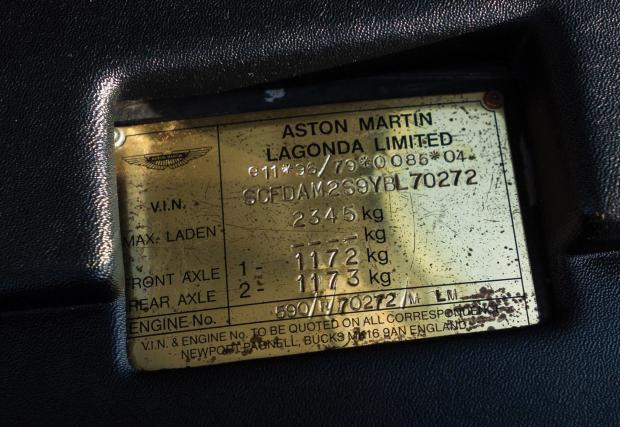 ASTON MARTIN
LAGONDA LIMITED
e11*96/79*0085*04
V.I.N. SCFDAM2S9YBL70272
MAX. LADEN 2345 kg
---- kg
FRONT AXLE 1- 1172 kg
REAR AXLE 2- 1173 kg
ENGINE No. 590/R/70272/M LM
V.I.N. & ENGINE No. TO BE QUOTED ON ALL CORRESPONDENCE
NEWPORT PAGNELL, BUCKS MK16 9AN ENGLAND